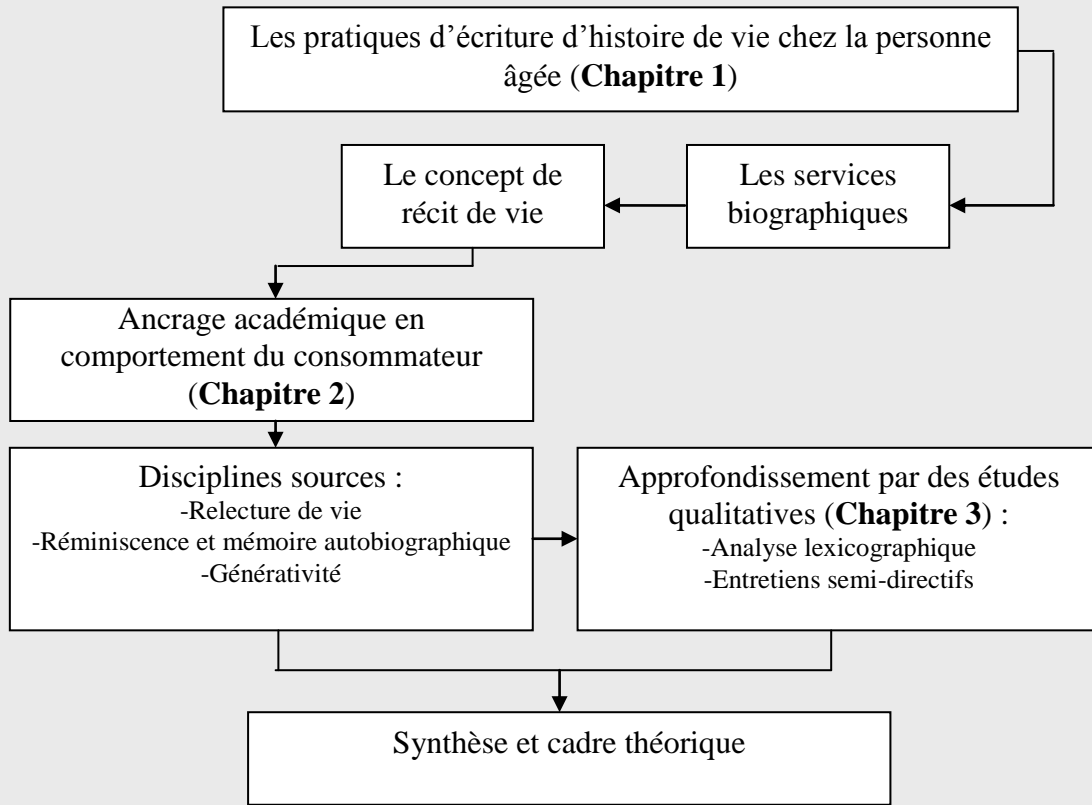 Les pratiques d’écriture d’histoire de vie chez la personne
âgée (Chapitre 1)
Le concept de
récit de vie
Les services
biographiques
Ancrage académique en
comportement du consommateur
(Chapitre 2)
Disciplines sources :
-Relecture de vie
-Réminiscence et mémoire autobiographique
-Générativité
Approfondissement par des études
qualitatives (Chapitre 3) :
-Analyse lexicographique
-Entretiens semi-directifs
Synthèse et cadre théorique